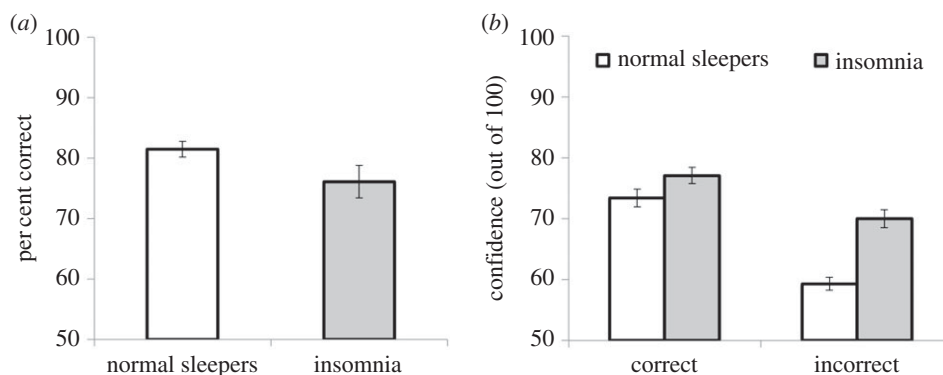 (a)
100
90
80
70
60
50
per cent correct
normal sleepers
insomnia
(b)
100
90
80
70
60
50
confidence (out of 100)
normal sleepers
insomnia
correct
incorrect